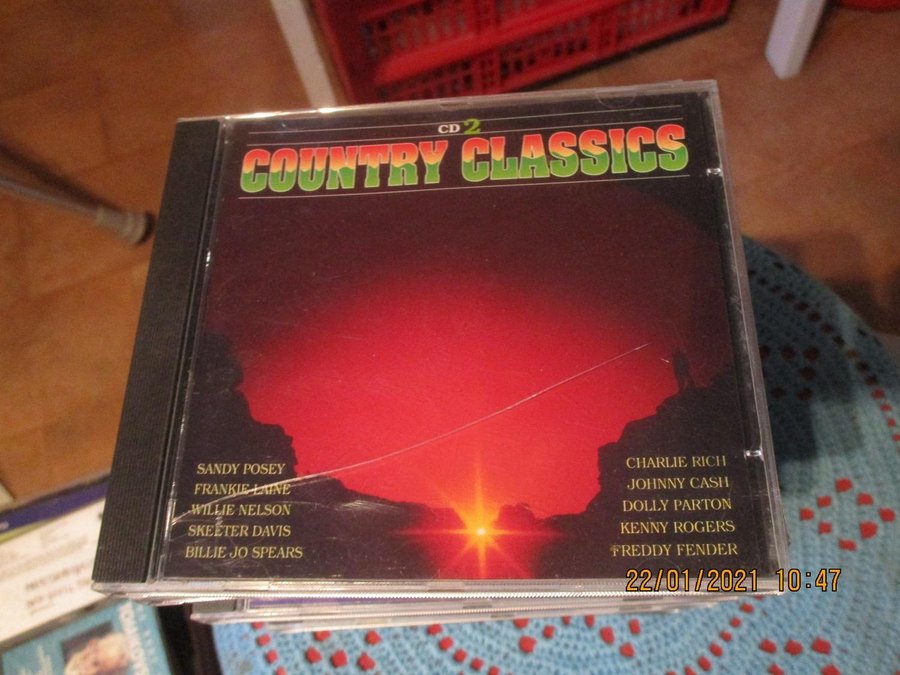 CD 2
COUNTRY CLASSICS
SANDY POSEY
FRANKIE LAINE
WILLIE NELSON
SKEETER DAVIS
BILLIE JO SPEARS
CHARLIE RICH
JOHNNY CASH
DOLLY PARTON
KENNY ROGERS
FREDDY FENDER
22/01/2021 10:47